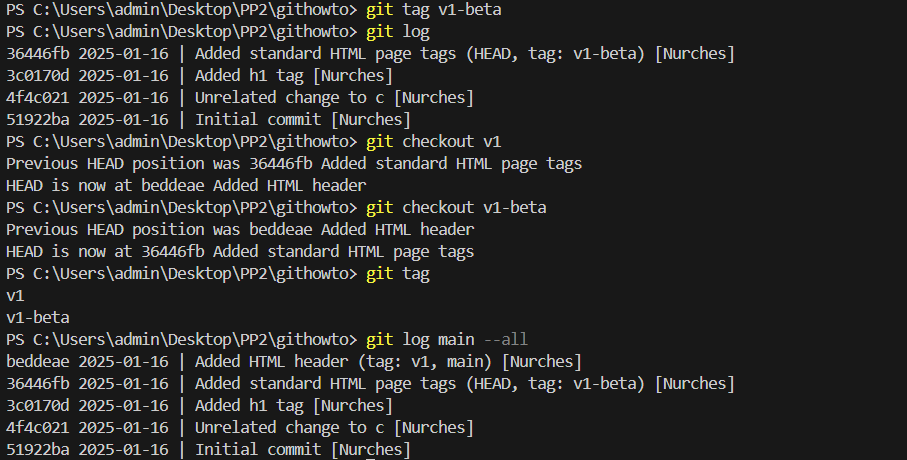 PS C:\Users\admin\Desktop\PP2\githowto> git tag v1-beta
PS C:\Users\admin\Desktop\PP2\githowto> git log
36446fb 2025-01-16 | Added standard HTML page tags (HEAD, tag: v1-beta) [Nurches]
3c0170d 2025-01-16 | Added h1 tag [Nurches]
4f4c021 2025-01-16 | Unrelated change to c [Nurches]
51922ba 2025-01-16 | Initial commit [Nurches]
PS C:\Users\admin\Desktop\PP2\githowto> git checkout v1
Previous HEAD position was 36446fb Added standard HTML page tags
HEAD is now at beddeae Added HTML header
PS C:\Users\admin\Desktop\PP2\githowto> git checkout v1-beta
Previous HEAD position was beddeae Added HTML header
HEAD is now at 36446fb Added standard HTML page tags
PS C:\Users\admin\Desktop\PP2\githowto> git tag
v1
v1-beta
PS C:\Users\admin\Desktop\PP2\githowto> git log main --all
beddeae 2025-01-16 | Added HTML header (tag: v1, main) [Nurches]
36446fb 2025-01-16 | Added standard HTML page tags (HEAD, tag: v1-beta) [Nurches]
3c0170d 2025-01-16 | Added h1 tag [Nurches]
4f4c021 2025-01-16 | Unrelated change to c [Nurches]
51922ba 2025-01-16 | Initial commit [Nurches]